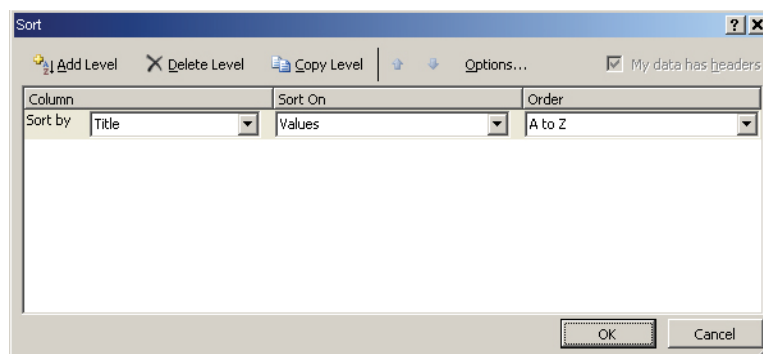 Sort
Add Level Delete Level Copy Level Options... My data has headers
Column Sort On Order
Sort by Title Values A to Z
OK Cancel